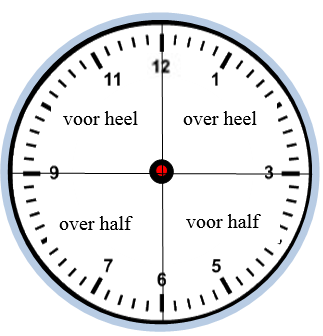 12
11 1
voor heel over heel
9 3
over half voor half
7 5
6